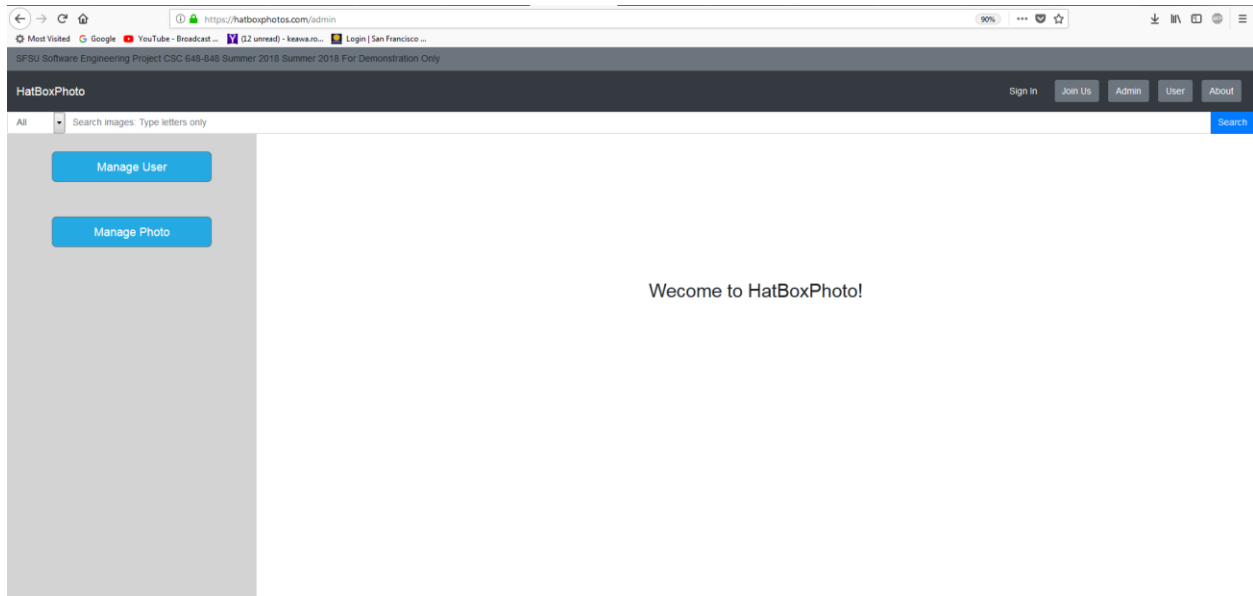 https://hatboxphotos.com/admin
90%
Most Visited Google YouTube - Broadcast ... (12 unread) - keawa.ro... Login | San Francisco ...
SFSU Software Engineering Project CSC 648-848 Summer 2018 Summer 2018 For Demonstration Only
HatBoxPhoto Sign In Join Us Admin User About
All Search images: Type letters only Search
Manage User
Manage Photo
Wecome to HatBoxPhoto!